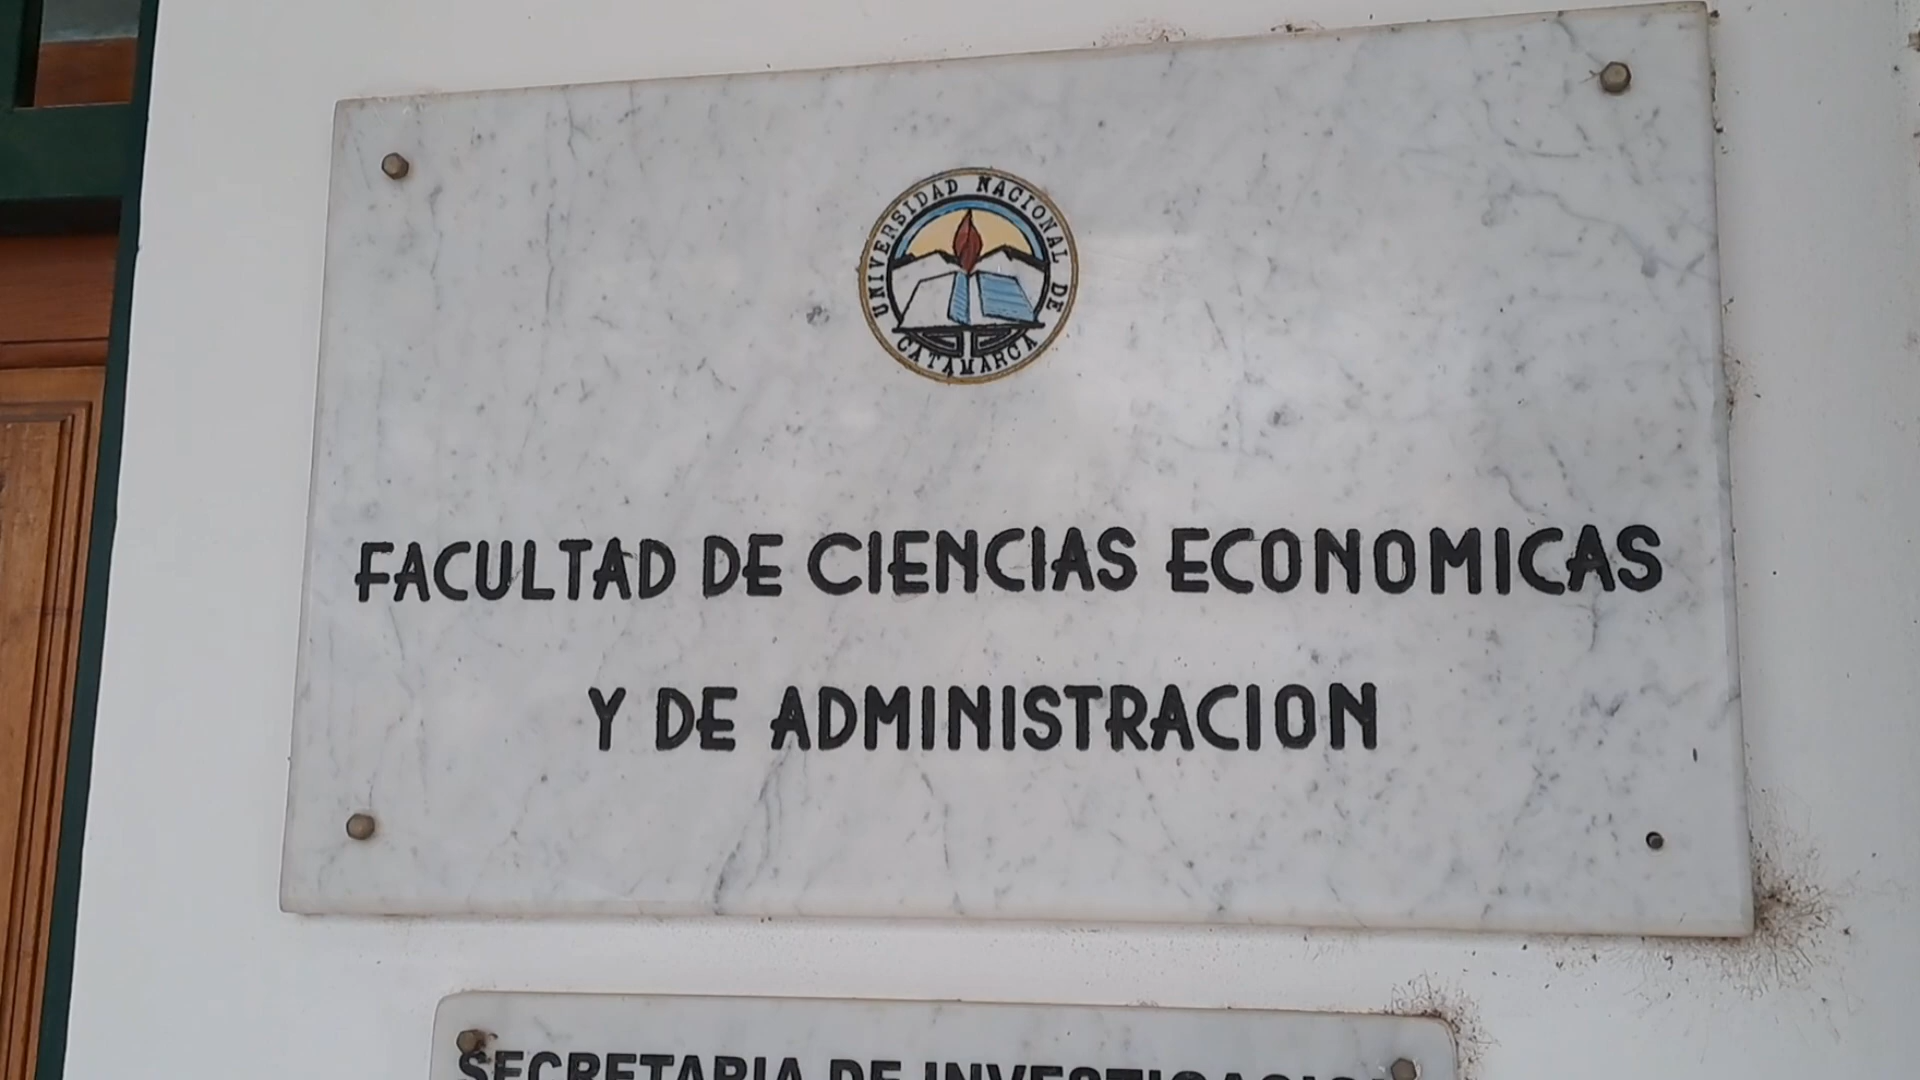 UNIVERSIDAD NACIONAL DE
CATAMARCA
FACULTAD DE CIENCIAS ECONOMICAS
Y DE ADMINISTRACION
SECRETARIA DE INVESTIGACION